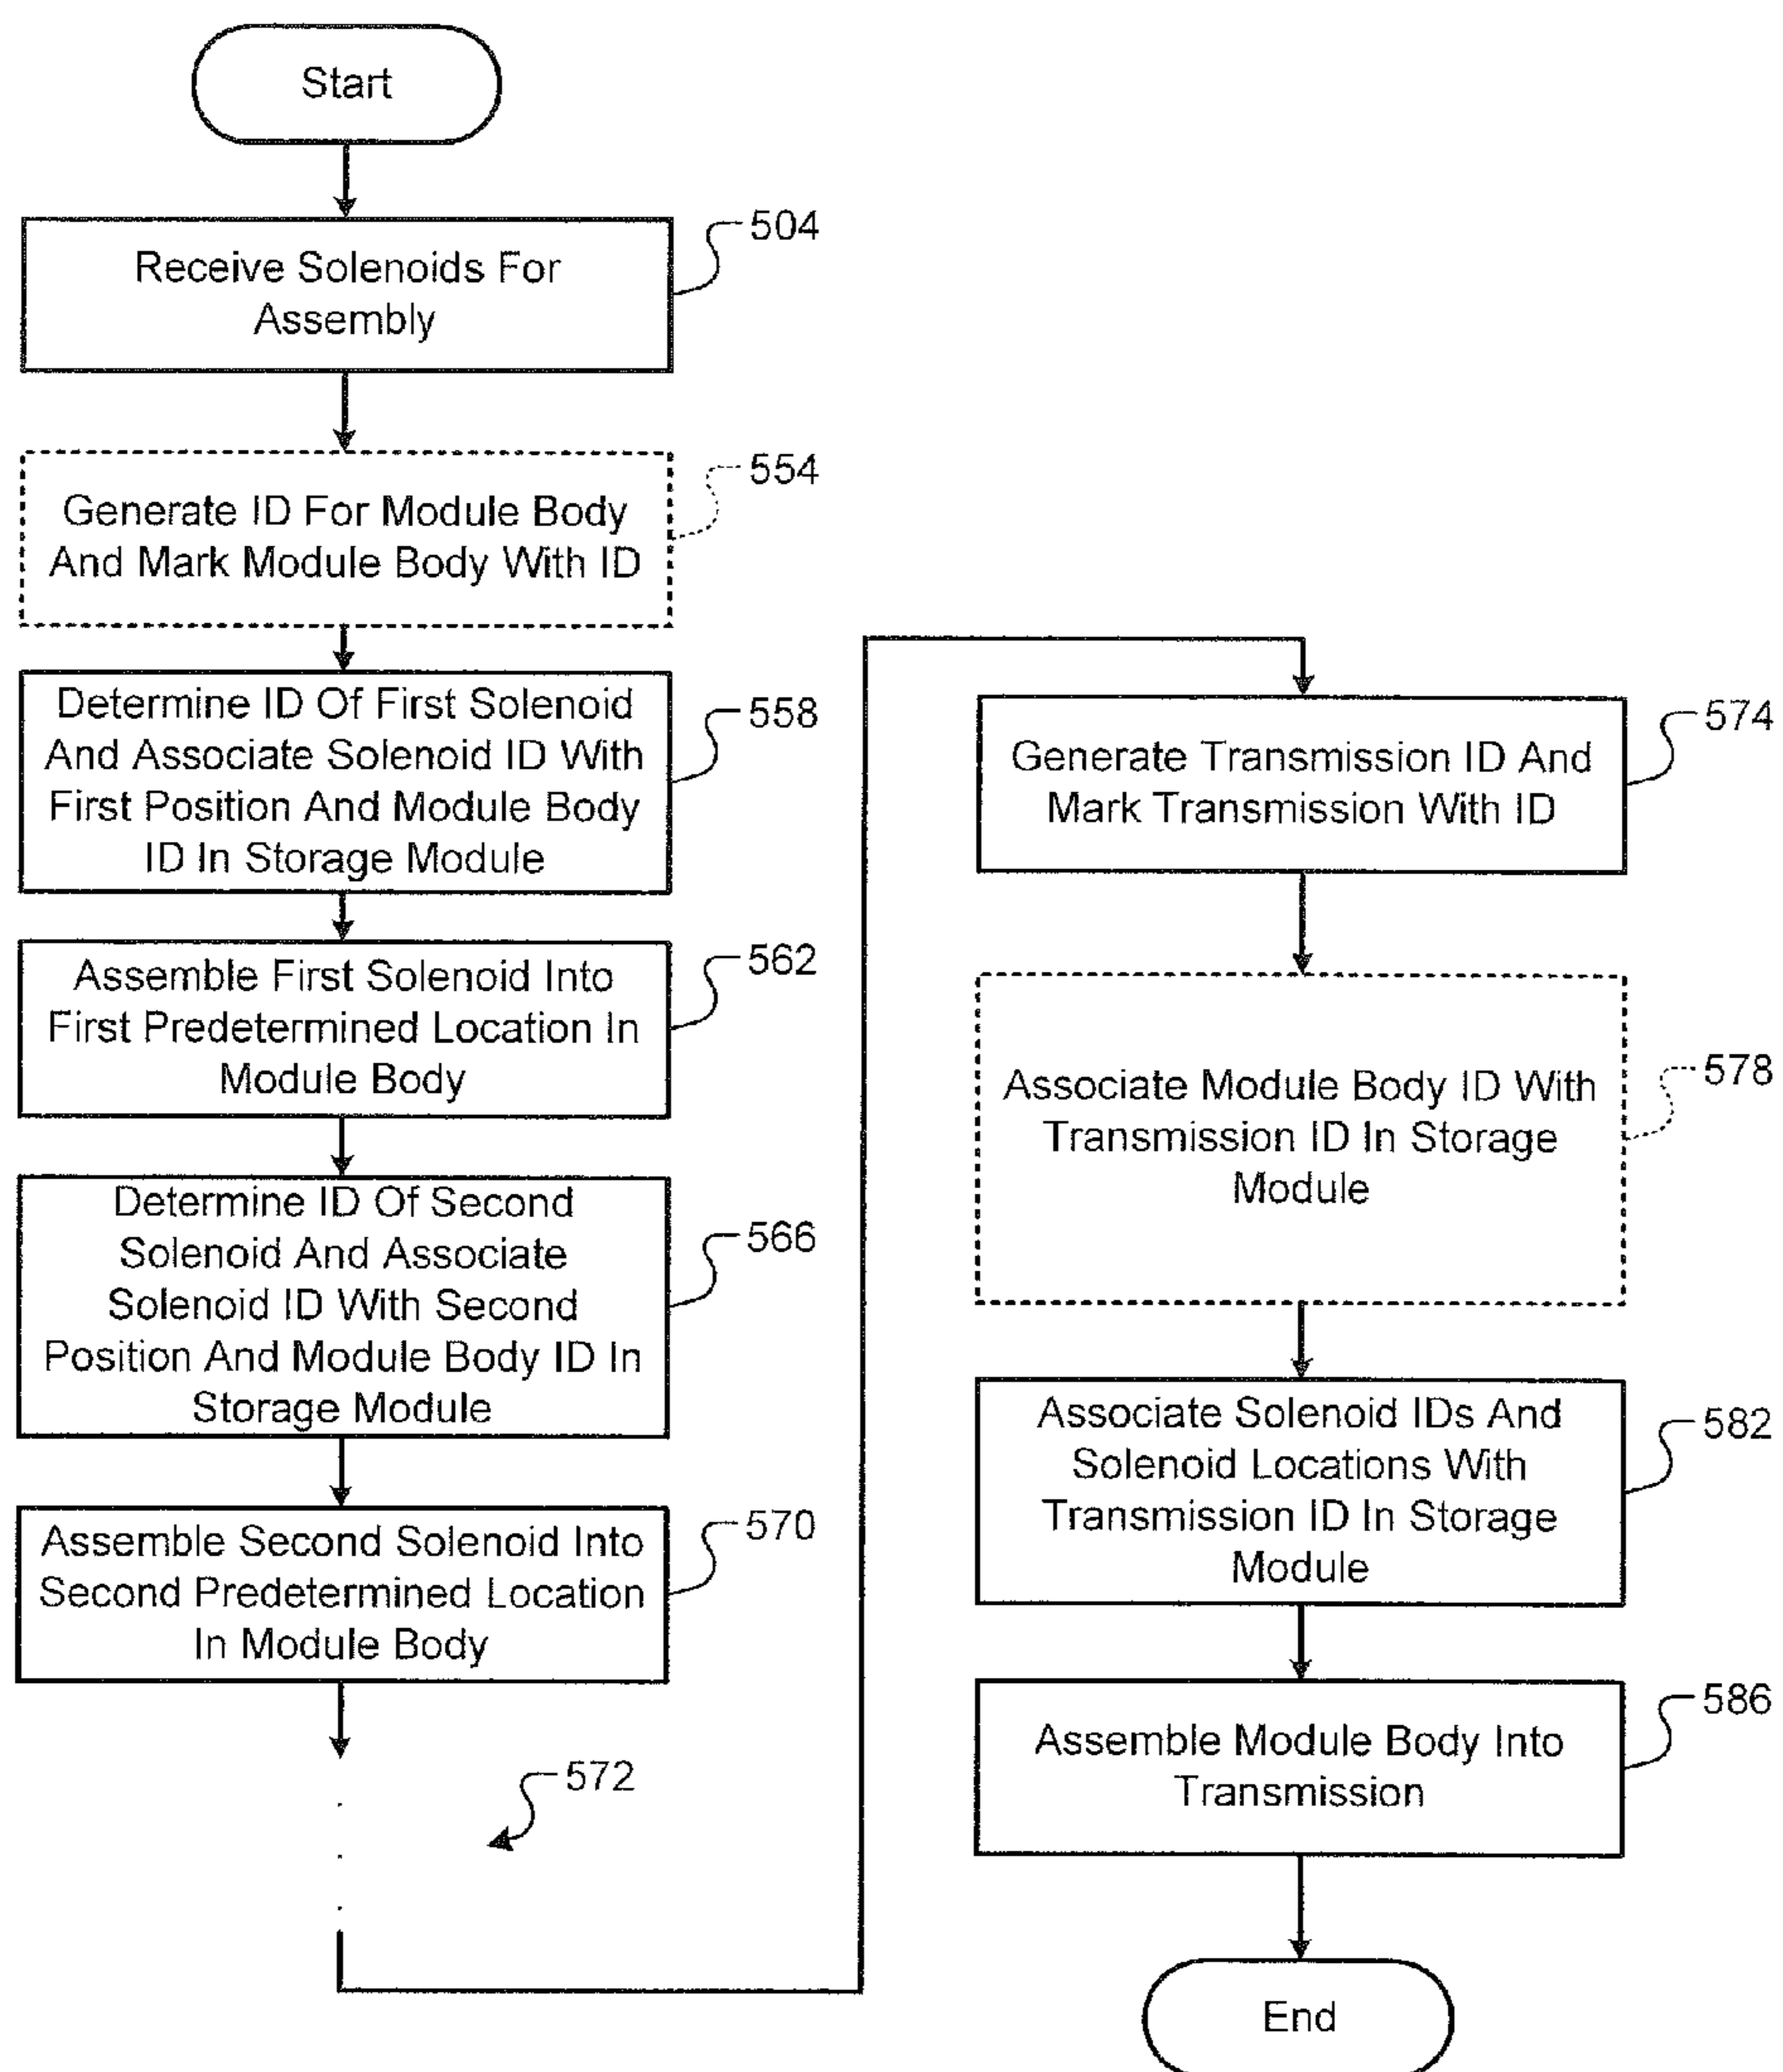 Start
Receive Solenoids For
Assembly
504
Generate ID For Module Body
And Mark Module Body With ID
554
Determine ID Of First Solenoid
And Associate Solenoid ID With
First Position And Module Body
ID In Storage Module
558
Assemble First Solenoid Into
First Predetermined Location In
Module Body
562
Determine ID Of Second
Solenoid And Associate
Solenoid ID With Second
Position And Module Body ID In
Storage Module
566
Assemble Second Solenoid Into
Second Predetermined Location
In Module Body
570
572
Generate Transmission ID And
Mark Transmission With ID
574
Associate Module Body ID With
Transmission ID In Storage
Module
578
Associate Solenoid IDs And
Solenoid Locations With
Transmission ID In Storage
Module
582
Assemble Module Body Into
Transmission
586
End